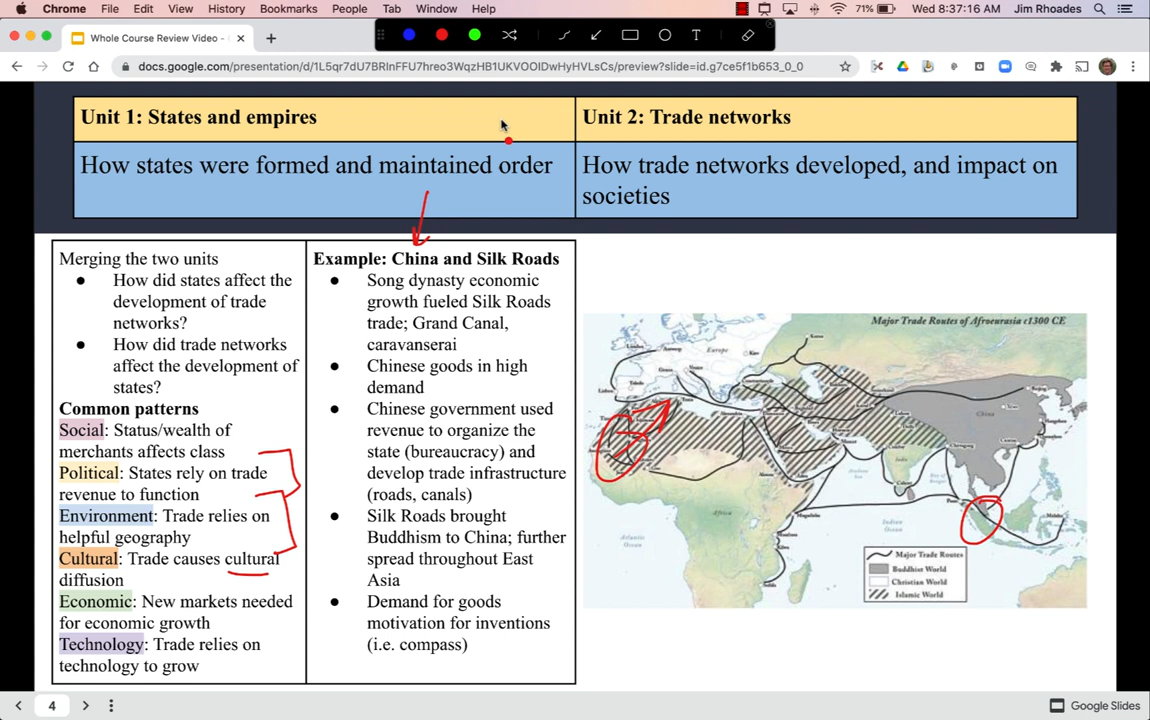 Chrome File Edit View History Bookmarks People Tab Window Help 71% Wed 8:37:16 AM Jim Rhoades
Whole Course Review Video -
T
docs.google.com/presentation/d/1L5qr7dU7BRlnFFU7hreo3WqzHB1UKVOOIDwHyHVLsCs/preview?slide=id.g7ce5f1b653_0_0
Unit 1: States and empires
Unit 2: Trade networks
How states were formed and maintained order
How trade networks developed, and impact on
societies
Merging the two units
● How did states affect the
development of trade
networks?
● How did trade networks
affect the development of
states?
Common patterns
Social: Status/wealth of
merchants affects class
Political: States rely on trade
revenue to function
Environment: Trade relies on
helpful geography
Cultural: Trade causes cultural
diffusion
Economic: New markets needed
for economic growth
Technology: Trade relies on
technology to grow
Example: China and Silk Roads
● Song dynasty economic
growth fueled Silk Roads
trade; Grand Canal,
caravanserai
● Chinese goods in high
demand
● Chinese government used
revenue to organize the
state (bureaucracy) and
develop trade infrastructure
(roads, canals)
● Silk Roads brought
Buddhism to China; further
spread throughout East
Asia
● Demand for goods
motivation for inventions
(i.e. compass)
Major Trade Routes of Afroeurasia c1300 CE
Europe
China
India
Africa
Atlantic
Ocean
Indian
Ocean
Major Trade Routes
Buddhist World
Christian World
Islamic World
4
Google Slides